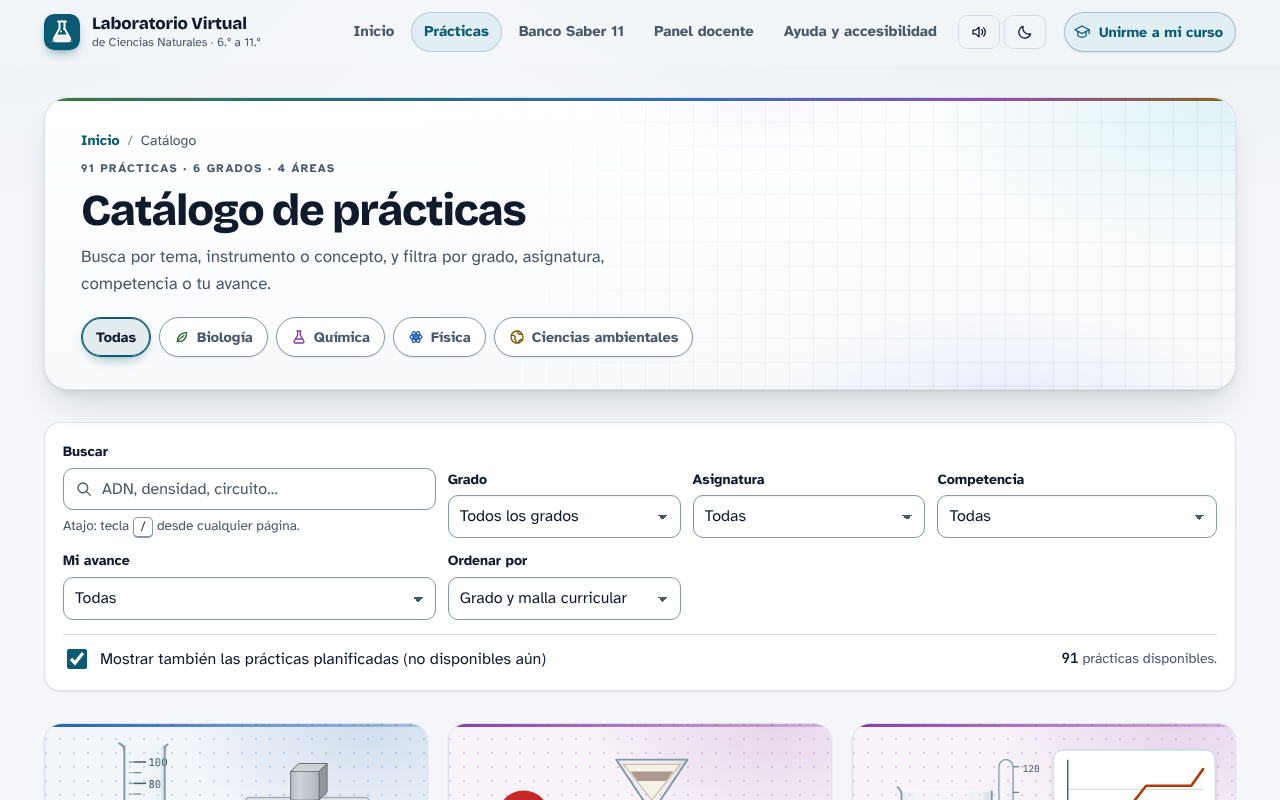 Laboratorio Virtual
de Ciencias Naturales · 6.° a 11.°
Inicio
Prácticas
Banco Saber 11
Panel docente
Ayuda y accesibilidad
Unirme a mi curso
Inicio / Catálogo
91 PRÁCTICAS · 6 GRADOS · 4 ÁREAS
Catálogo de prácticas
Busca por tema, instrumento o concepto, y filtra por grado, asignatura,
competencia o tu avance.
Todas
Biología
Química
Física
Ciencias ambientales
Buscar
ADN, densidad, circuito...
Atajo: tecla / desde cualquier página.
Grado
Todos los grados
Asignatura
Todas
Competencia
Todas
Mi avance
Todas
Ordenar por
Grado y malla curricular
Mostrar también las prácticas planificadas (no disponibles aún)
91 prácticas disponibles.
100
80
120